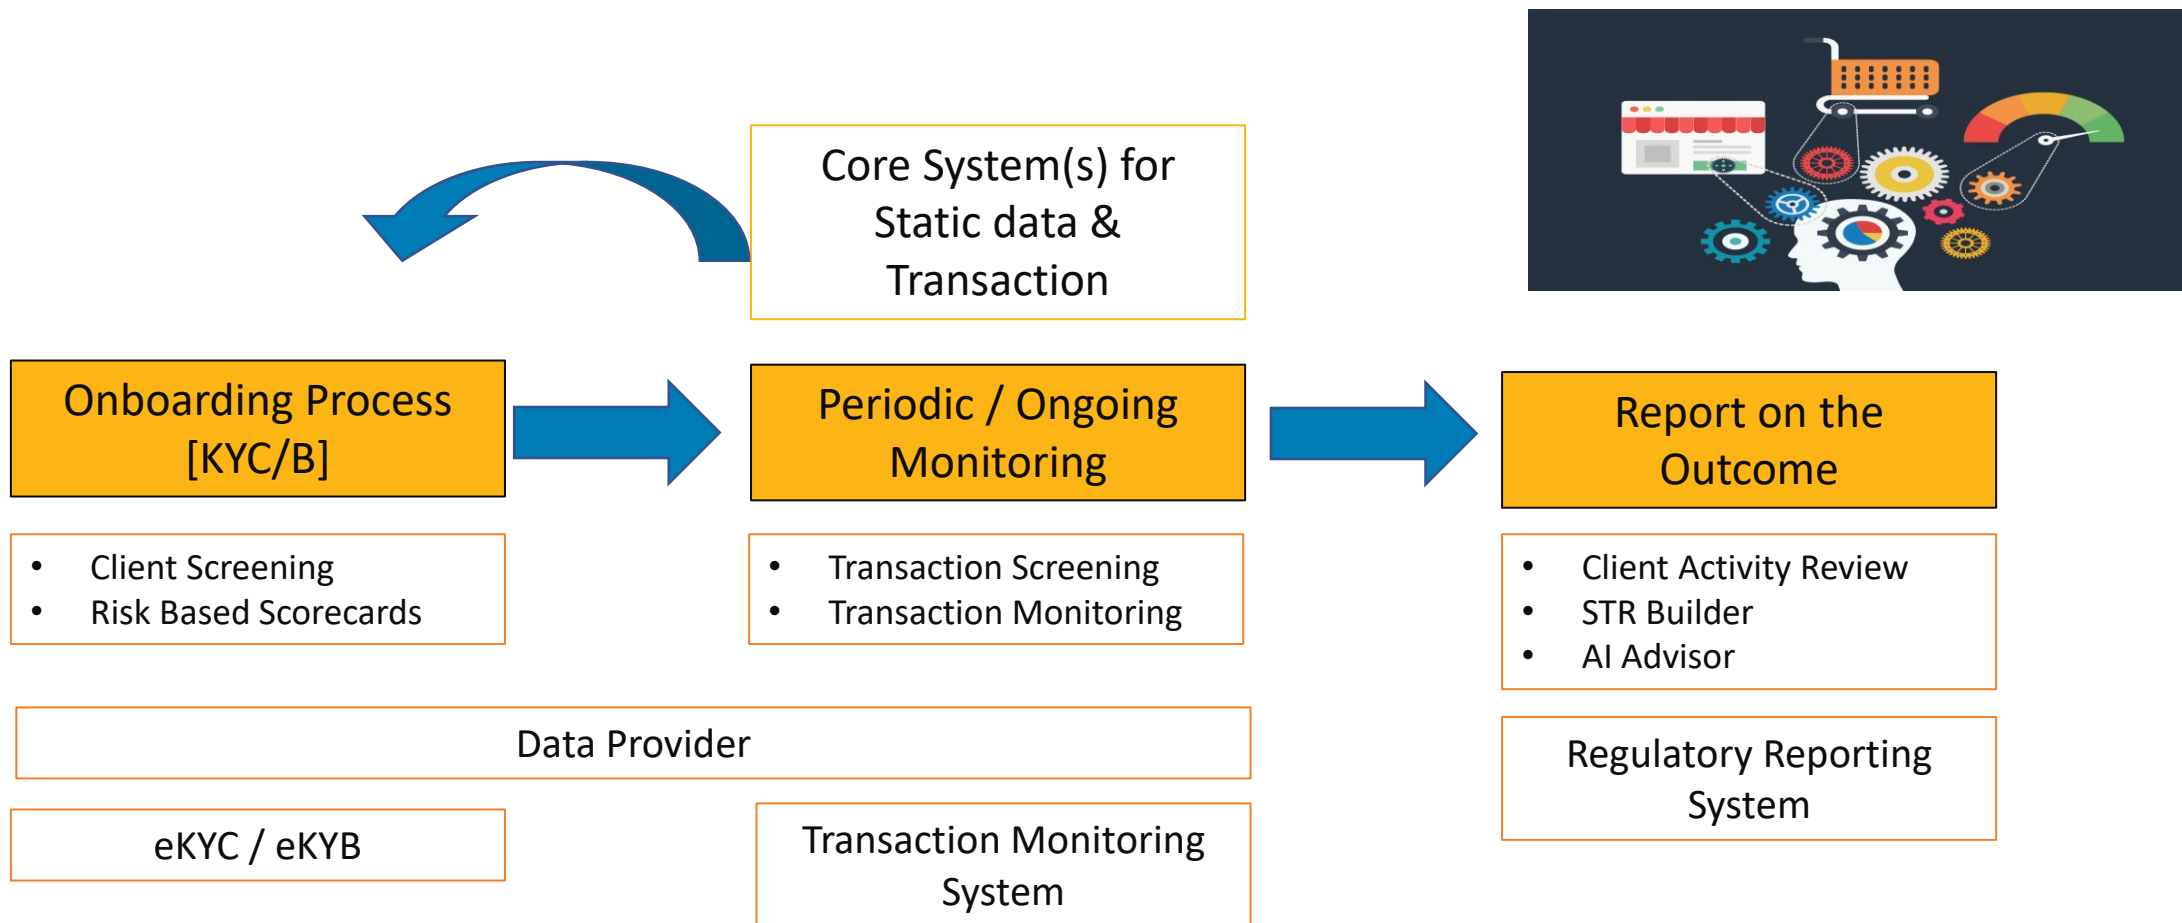 Core System(s) for
Static data &
Transaction
Onboarding Process
[KYC/B]
Periodic / Ongoing
Monitoring
Report on the
Outcome
• Client Screening
• Risk Based Scorecards
• Transaction Screening
• Transaction Monitoring
• Client Activity Review
• STR Builder
• AI Advisor
Data Provider
Regulatory Reporting
System
eKYC / eKYB
Transaction Monitoring
System